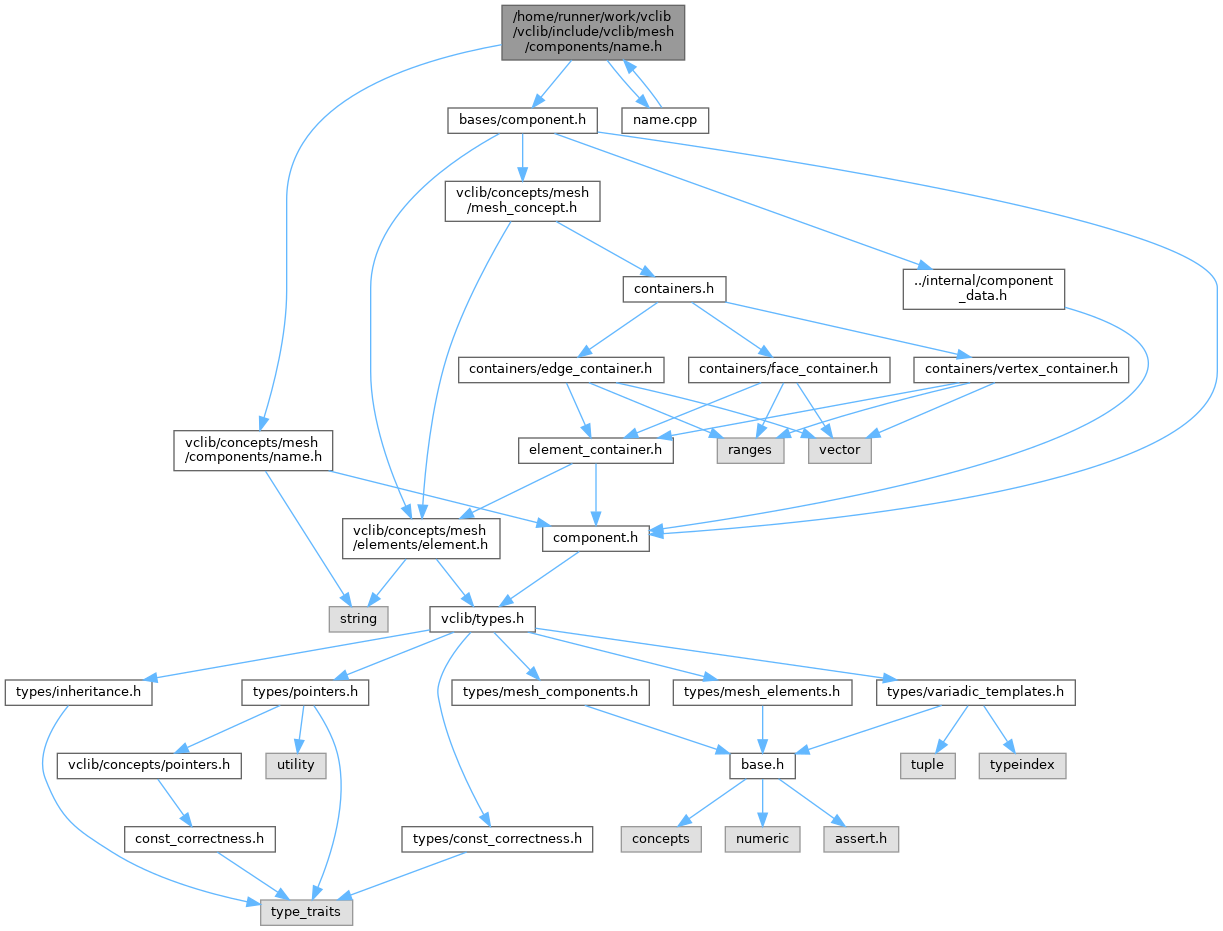 /home/runner/work/vclib
/vclib/include/vclib/mesh
/components/name.h
bases/component.h
name.cpp
vclib/concepts/mesh
/mesh_concept.h
../internal/component
_data.h
containers.h
containers/edge_container.h
containers/face_container.h
containers/vertex_container.h
vclib/concepts/mesh
/components/name.h
element_container.h
ranges
vector
vclib/concepts/mesh
/elements/element.h
component.h
string
vclib/types.h
types/inheritance.h
types/pointers.h
types/mesh_components.h
types/mesh_elements.h
types/variadic_templates.h
vclib/concepts/pointers.h
utility
base.h
tuple
typeindex
const_correctness.h
types/const_correctness.h
concepts
numeric
assert.h
type_traits